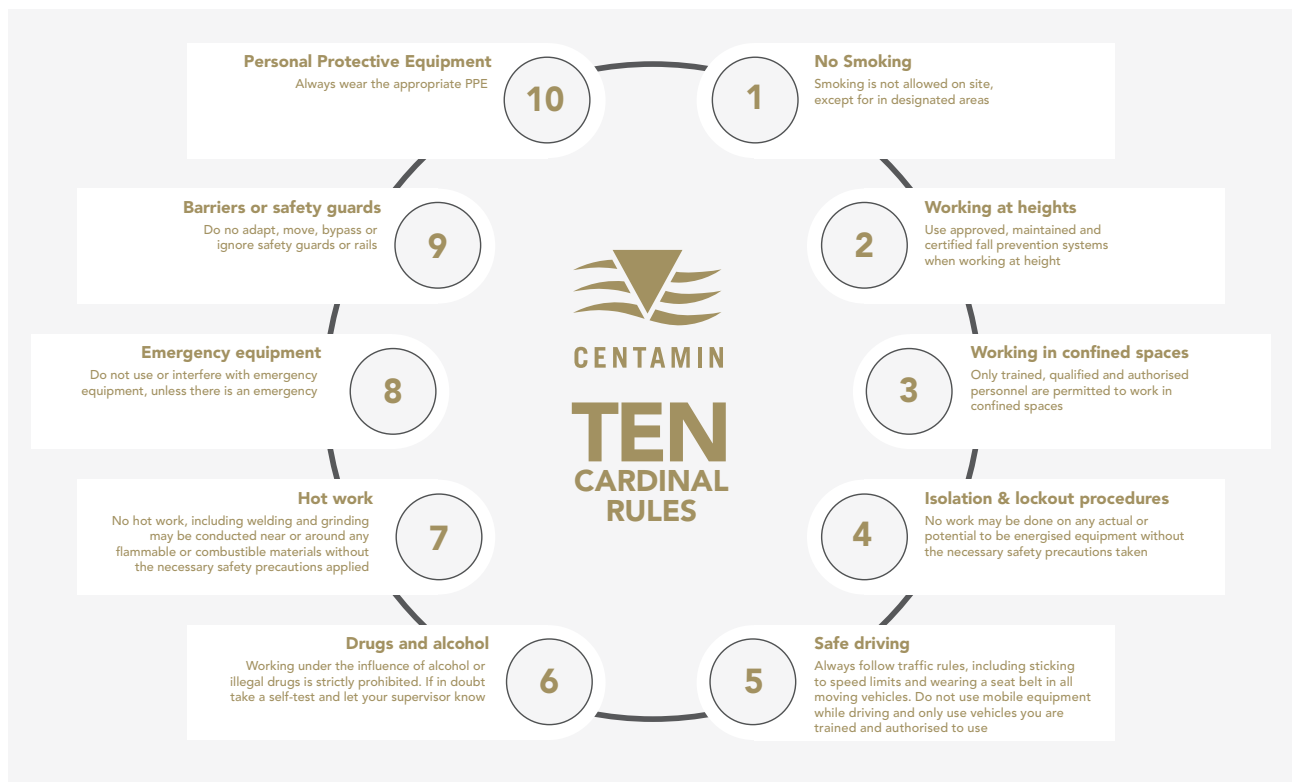 CENTAMIN
TEN
CARDINAL
RULES
1
No Smoking
Smoking is not allowed on site,
except for in designated areas
2
Working at heights
Use approved, maintained and
certified fall prevention systems
when working at height
3
Working in confined spaces
Only trained, qualified and authorised
personnel are permitted to work in
confined spaces
4
Isolation & lockout procedures
No work may be done on any actual or
potential to be energised equipment without
the necessary safety precautions taken
5
Safe driving
Always follow traffic rules, including sticking
to speed limits and wearing a seat belt in all
moving vehicles. Do not use mobile equipment
while driving and only use vehicles you are
trained and authorised to use
6
Drugs and alcohol
Working under the influence of alcohol or
illegal drugs is strictly prohibited. If in doubt
take a self-test and let your supervisor know
7
Hot work
No hot work, including welding and grinding
may be conducted near or around any
flammable or combustible materials without
the necessary safety precautions applied
8
Emergency equipment
Do not use or interfere with emergency
equipment, unless there is an emergency
9
Barriers or safety guards
Do no adapt, move, bypass or
ignore safety guards or rails
10
Personal Protective Equipment
Always wear the appropriate PPE